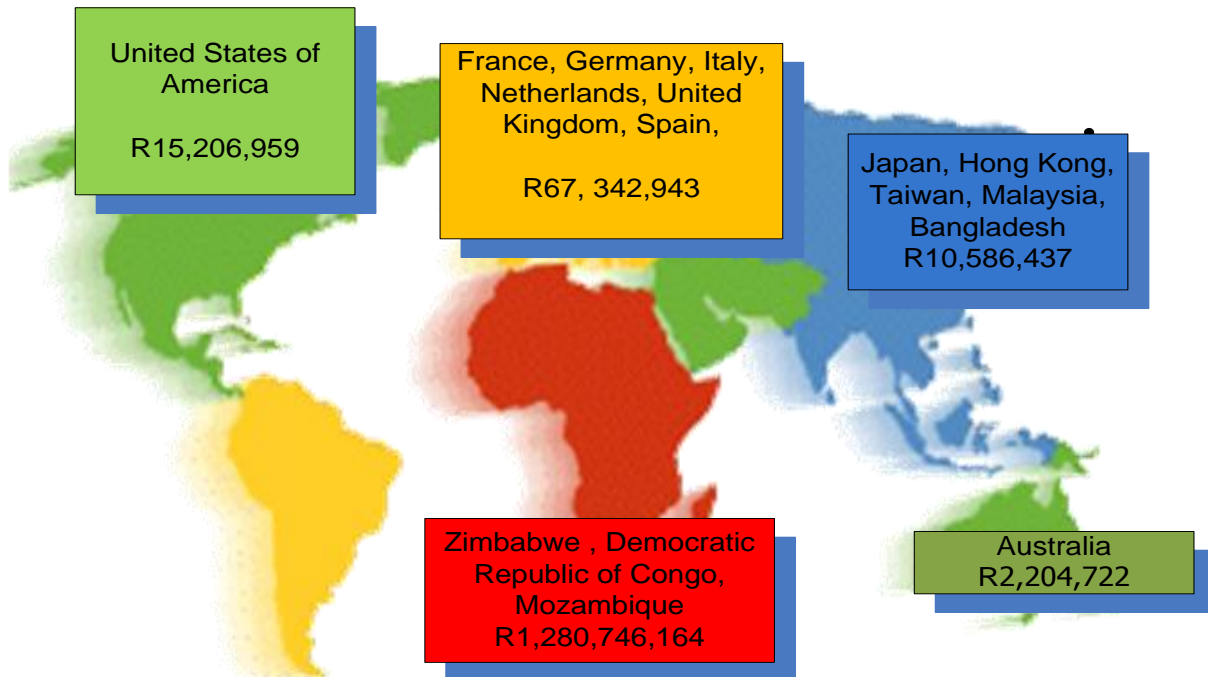 United States of
America
R15,206,959
France, Germany, Italy,
Netherlands, United
Kingdom, Spain,
R67, 342,943
Japan, Hong Kong,
Taiwan, Malaysia,
Bangladesh
R10,586,437
Zimbabwe , Democratic
Republic of Congo,
Mozambique
R1,280,746,164
Australia
R2,204,722